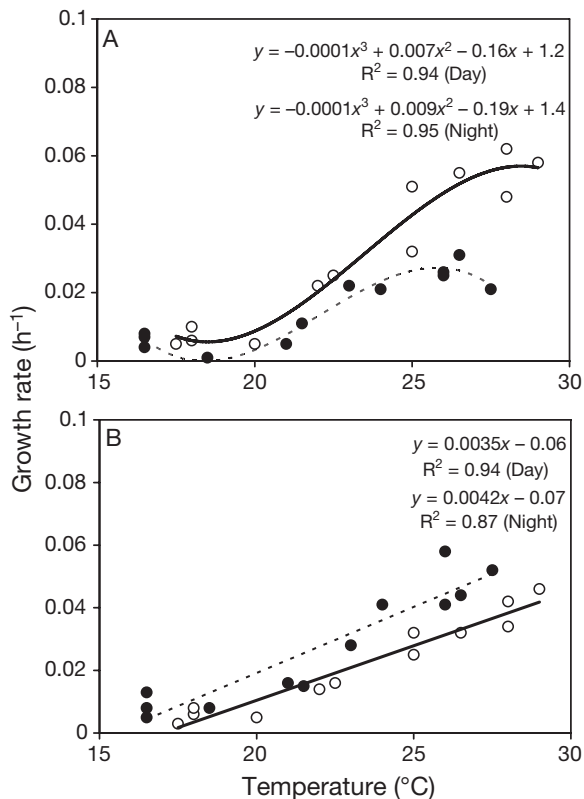 0.1
A
y = –0.0001x³ + 0.007x² – 0.16x + 1.2
R² = 0.94 (Day)
0.08
y = –0.0001x³ + 0.009x² – 0.19x + 1.4
R² = 0.95 (Night)
0.06
0.04
0.02
0
15
20
25
30
Growth rate (h⁻¹)
0.1
B
y = 0.0035x – 0.06
R² = 0.94 (Day)
0.08
y = 0.0042x – 0.07
R² = 0.87 (Night)
0.06
0.04
0.02
0
15
20
25
30
Temperature (°C)